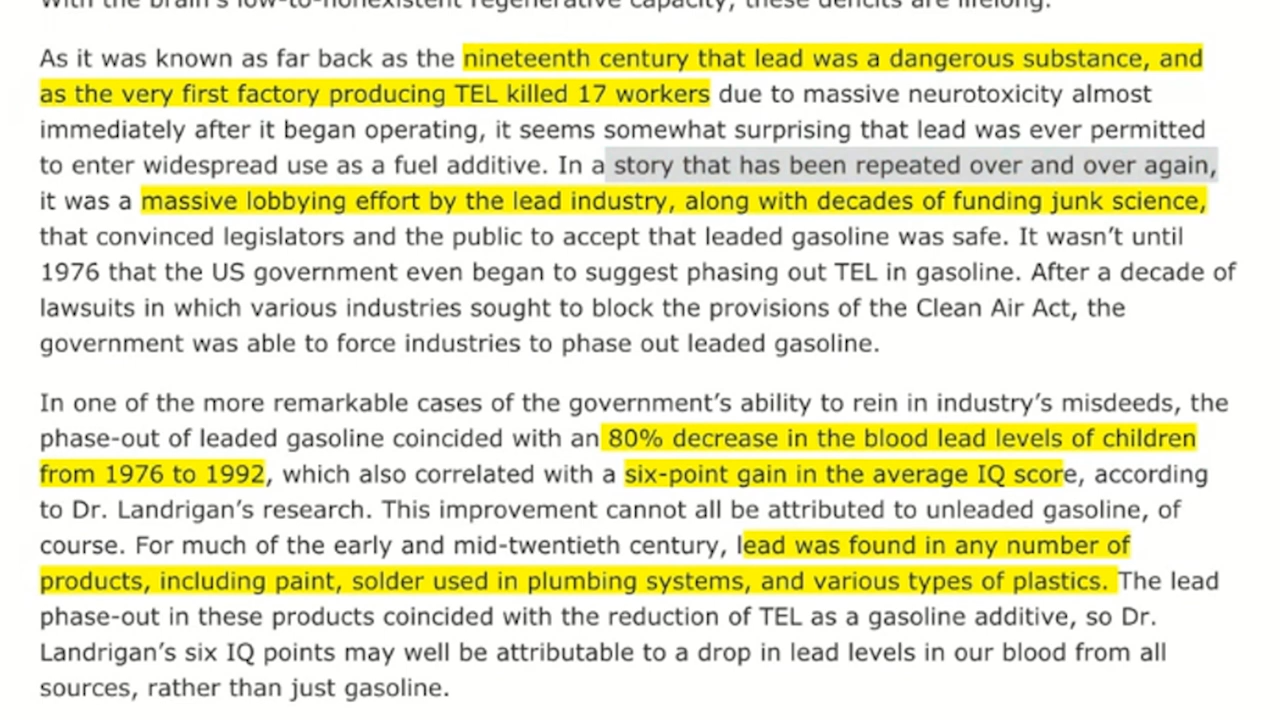 With the brain's low-to-nonexistent regenerative capacity, these deficits are lifelong.
As it was known as far back as the nineteenth century that lead was a dangerous substance, and
as the very first factory producing TEL killed 17 workers due to massive neurotoxicity almost
immediately after it began operating, it seems somewhat surprising that lead was ever permitted
to enter widespread use as a fuel additive. In a story that has been repeated over and over again,
it was a massive lobbying effort by the lead industry, along with decades of funding junk science,
that convinced legislators and the public to accept that leaded gasoline was safe. It wasn't until
1976 that the US government even began to suggest phasing out TEL in gasoline. After a decade of
lawsuits in which various industries sought to block the provisions of the Clean Air Act, the
government was able to force industries to phase out leaded gasoline.
In one of the more remarkable cases of the government's ability to rein in industry's misdeeds, the
phase-out of leaded gasoline coincided with an 80% decrease in the blood lead levels of children
from 1976 to 1992, which also correlated with a six-point gain in the average IQ score, according
to Dr. Landrigan's research. This improvement cannot all be attributed to unleaded gasoline, of
course. For much of the early and mid-twentieth century, lead was found in any number of
products, including paint, solder used in plumbing systems, and various types of plastics. The lead
phase-out in these products coincided with the reduction of TEL as a gasoline additive, so Dr.
Landrigan's six IQ points may well be attributable to a drop in lead levels in our blood from all
sources, rather than just gasoline.